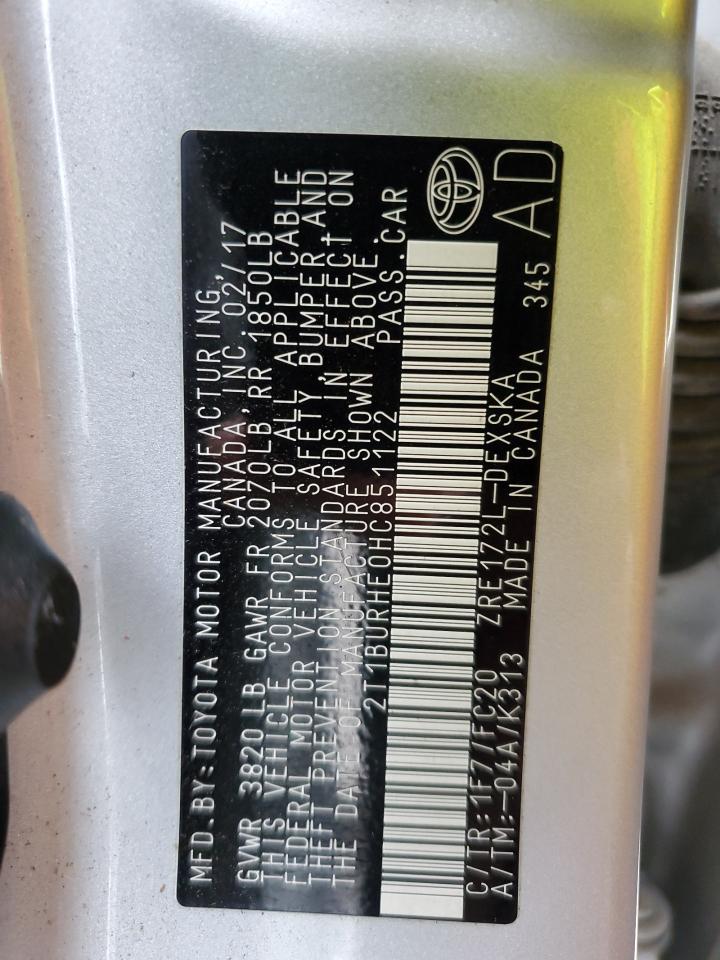 MFD.BY:TOYOTA MOTOR MANUFACTURING,
CANADA,INC.02/17
GVWR 3820LB GAWR FR 2070LB,RR 1850LB
THIS VEHICLE CONFORMS TO ALL APPLICABLE
FEDERAL MOTOR VEHICLE SAFETY, BUMPER,AND
THEFT PREVENTION STANDARDS IN EFFECT ON
THE DATE OF MANUFACTURE SHOWN ABOVE.
2T1BURHE0HC851122 PASS.CAR
C/TR:1F7/FC20 ZRE172L-DEXSKA
A/TM:-04A/K313 MADE IN CANADA 345 AD